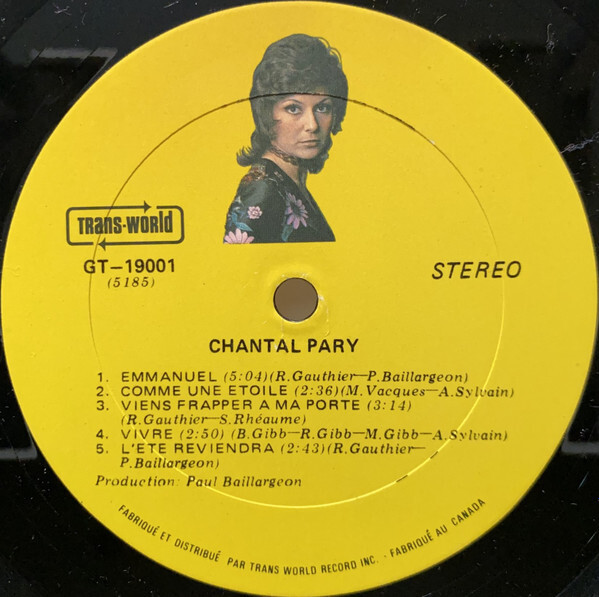 TRANS-WORLD
GT-19001
(5185)
STEREO
CHANTAL PARY
1. EMMANUEL (5:04)(R.Gauthier—P.Baillargeon)
2. COMME UNE ETOILE (2:36)(M.Vacques—A.Sylvain)
3. VIENS FRAPPER A MA PORTE (3:14)
(R.Gauthier—S.Rhéaume)
4. VIVRE (2:50) (B.Gibb—R.Gibb—M.Gibb—A.Sylvain)
5. L'ETE REVIENDRA (2:43)(R.Gauthier—
P.Baillargeon)
Production: Paul Baillargeon
FABRIQUÉ ET DISTRIBUÉ PAR TRANS WORLD RECORD INC. · FABRIQUÉ AU CANADA